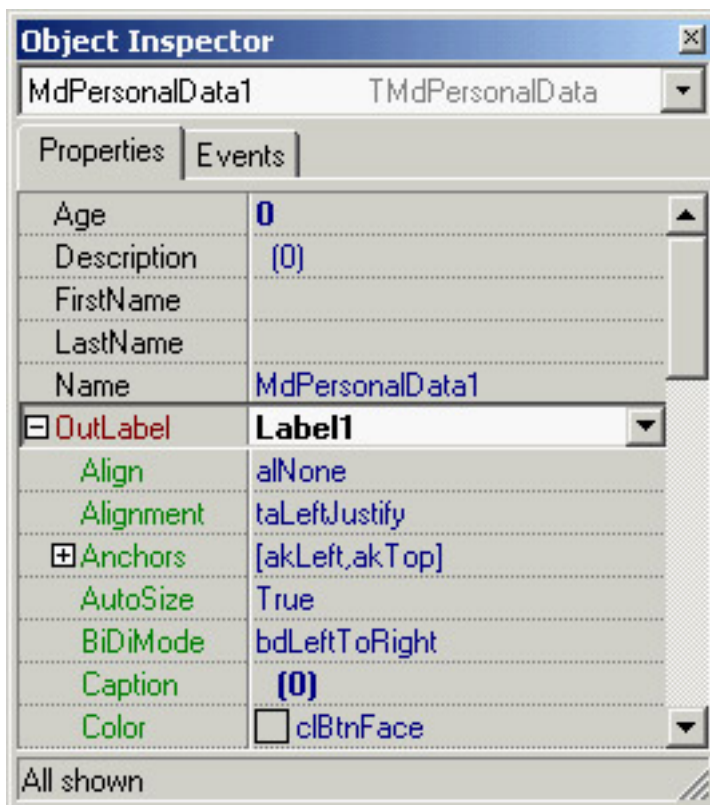 Object Inspector
MdPersonalData1 TMdPersonalData
Properties Events
Age 0
Description (0)
FirstName
LastName
Name MdPersonalData1
OutLabel Label1
Align alNone
Alignment taLeftJustify
Anchors [akLeft,akTop]
AutoSize True
BiDiMode bdLeftToRight
Caption (0)
Color clBtnFace
All shown